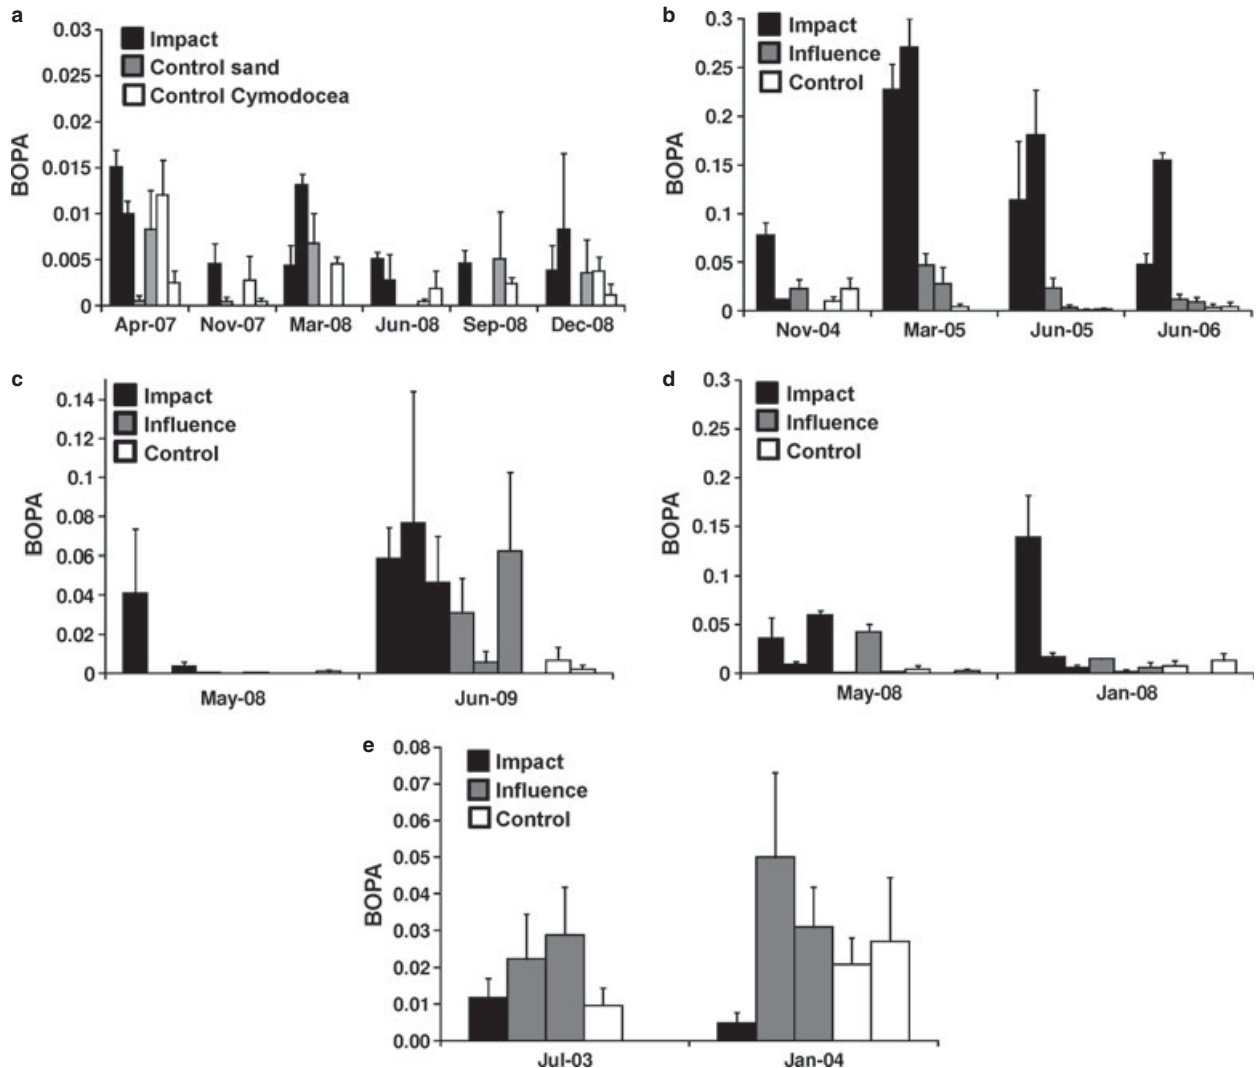 a
Impact
Control sand
Control Cymodocea
BOPA
0.03
0.025
0.02
0.015
0.01
0.005
0
Apr-07 Nov-07 Mar-08 Jun-08 Sep-08 Dec-08
b
Impact
Influence
Control
BOPA
0.3
0.25
0.2
0.15
0.1
0.05
0
Nov-04 Mar-05 Jun-05 Jun-06
c
Impact
Influence
Control
BOPA
0.14
0.12
0.1
0.08
0.06
0.04
0.02
0
May-08 Jun-09
d
Impact
Influence
Control
BOPA
0.3
0.25
0.2
0.15
0.1
0.05
0
May-08 Jan-08
e
Impact
Influence
Control
BOPA
0.08
0.07
0.06
0.05
0.04
0.03
0.02
0.01
0.00
Jul-03 Jan-04